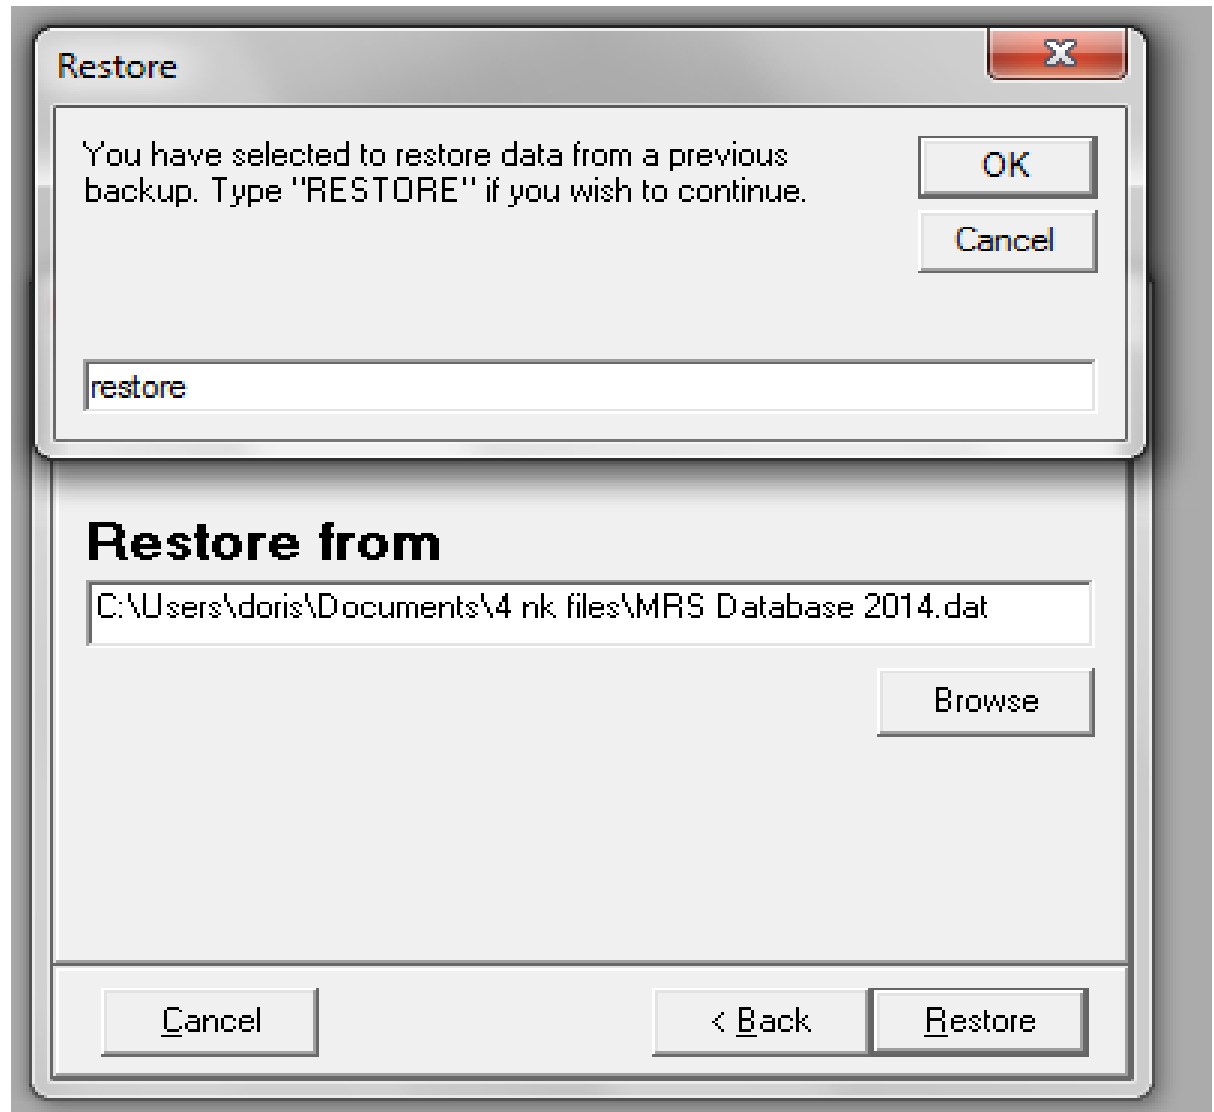 Restore
You have selected to restore data from a previous
backup. Type "RESTORE" if you wish to continue.
OK
Cancel
restore
Restore from
C:\Users\doris\Documents\4 nk files\MRS Database 2014.dat
Browse
Cancel
< Back
Restore